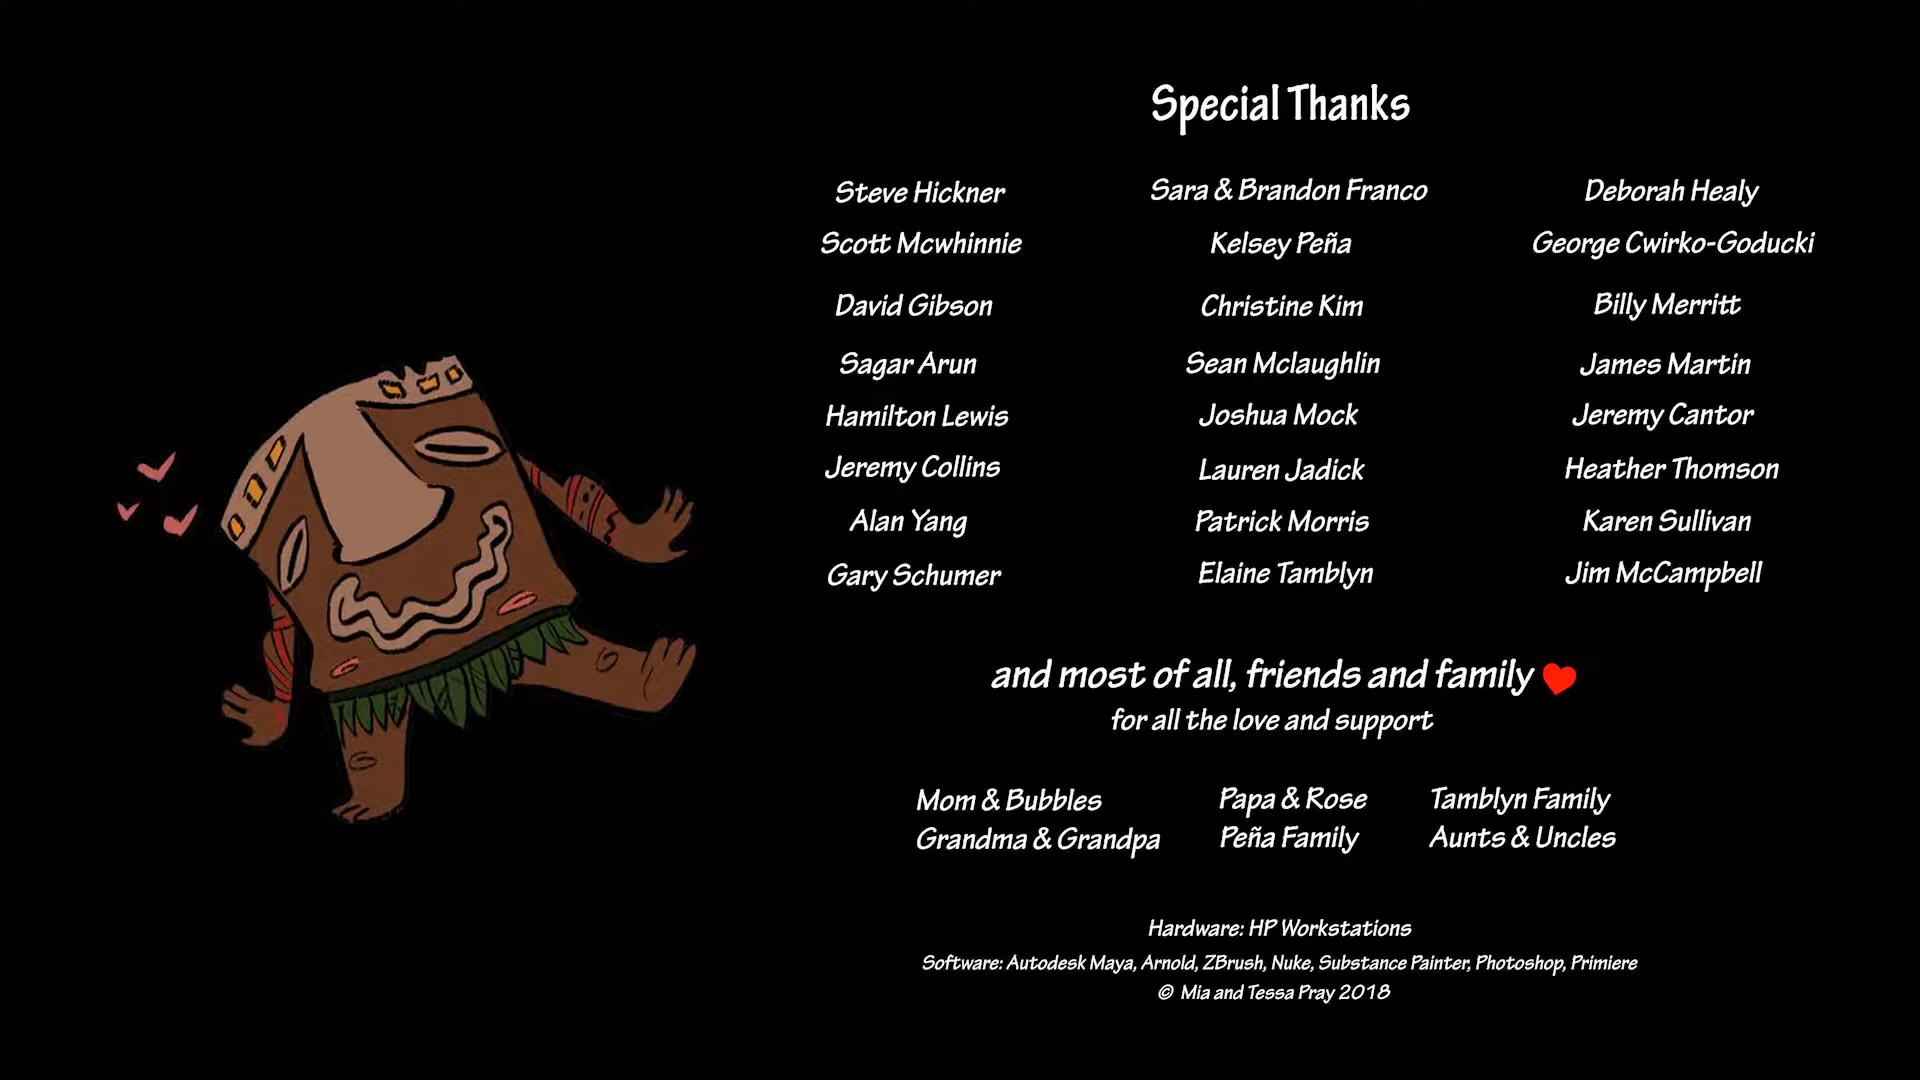 Special Thanks
Steve Hickner Sara & Brandon Franco Deborah Healy
Scott Mcwhinnie Kelsey Peña George Cwirko-Goducki
David Gibson Christine Kim Billy Merritt
Sagar Arun Sean Mclaughlin James Martin
Hamilton Lewis Joshua Mock Jeremy Cantor
Jeremy Collins Lauren Jadick Heather Thomson
Alan Yang Patrick Morris Karen Sullivan
Gary Schumer Elaine Tamblyn Jim McCampbell
and most of all, friends and family
for all the love and support
Mom & Bubbles Papa & Rose Tamblyn Family
Grandma & Grandpa Peña Family Aunts & Uncles
Hardware: HP Workstations
Software: Autodesk Maya, Arnold, ZBrush, Nuke, Substance Painter, Photoshop, Primiere
© Mia and Tessa Pray 2018